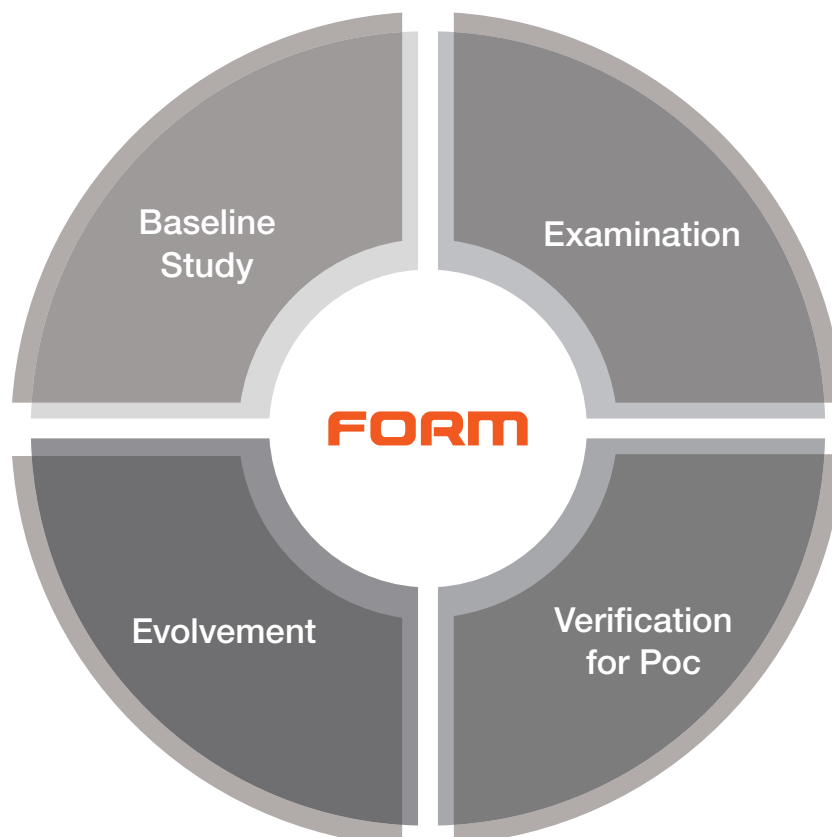 Baseline
Study
Examination
FORM
Evolvement
Verification
for Poc